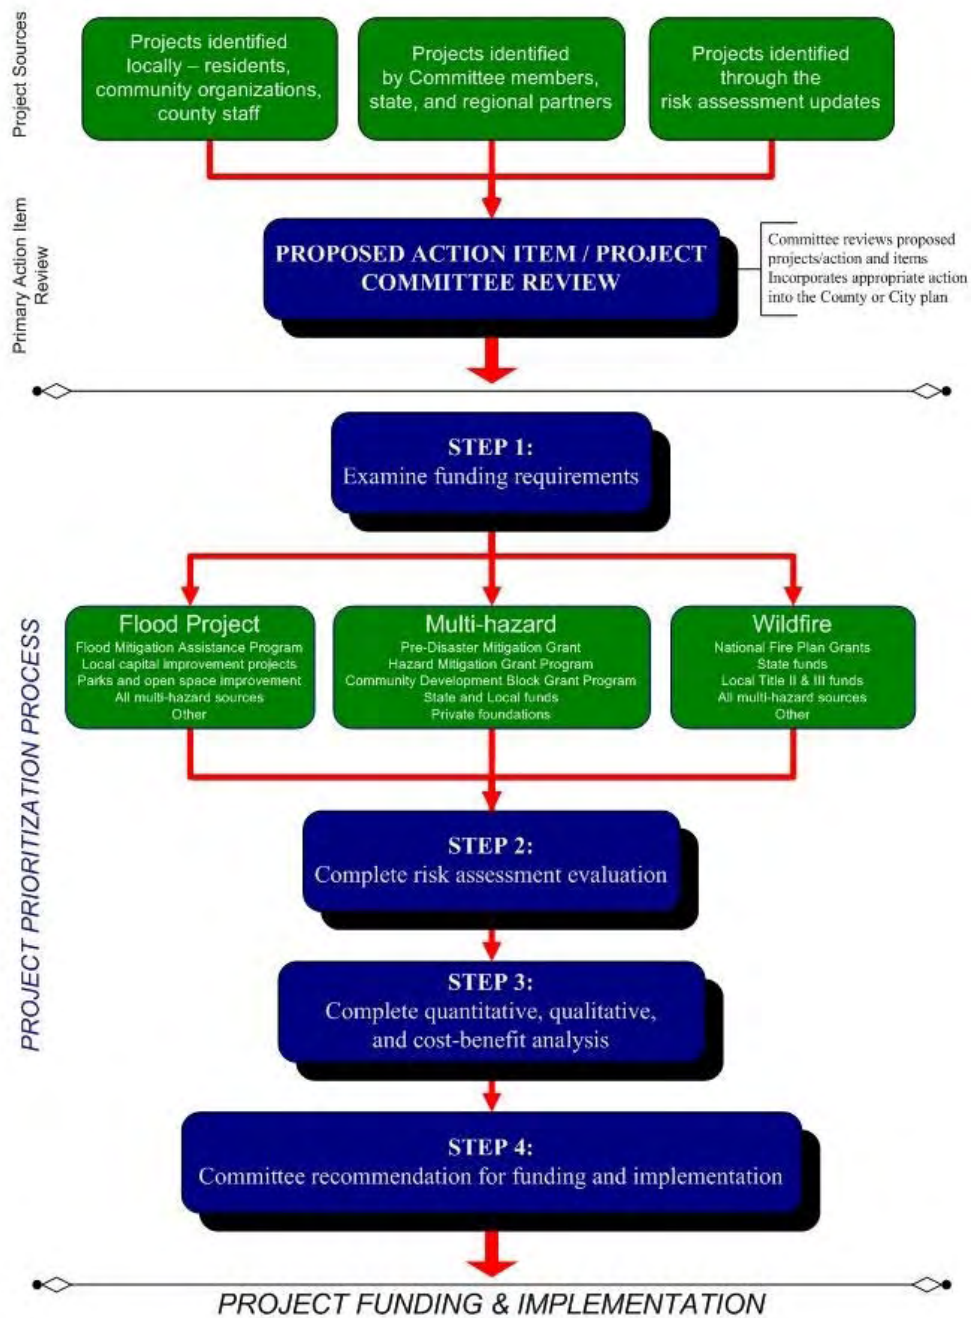 Project Sources
Projects identified
locally – residents,
community organizations,
county staff
Projects identified
by Committee members,
state, and regional partners
Projects identified
through the
risk assessment updates
Primary Action Item
Review
PROPOSED ACTION ITEM / PROJECT
COMMITTEE REVIEW
Committee reviews proposed
projects/action and items
Incorporates appropriate action
into the County or City plan
PROJECT PRIORITIZATION PROCESS
STEP 1:
Examine funding requirements
Flood Project
Flood Mitigation Assistance Program
Local capital improvement projects
Parks and open space improvement
All multi-hazard sources
Other
Multi-hazard
Pre-Disaster Mitigation Grant
Hazard Mitigation Grant Program
Community Development Block Grant Program
State and Local funds
Private foundations
Wildfire
National Fire Plan Grants
State funds
Local Title II & III funds
All multi-hazard sources
Other
STEP 2:
Complete risk assessment evaluation
STEP 3:
Complete quantitative, qualitative,
and cost-benefit analysis
STEP 4:
Committee recommendation for funding and implementation
PROJECT FUNDING & IMPLEMENTATION